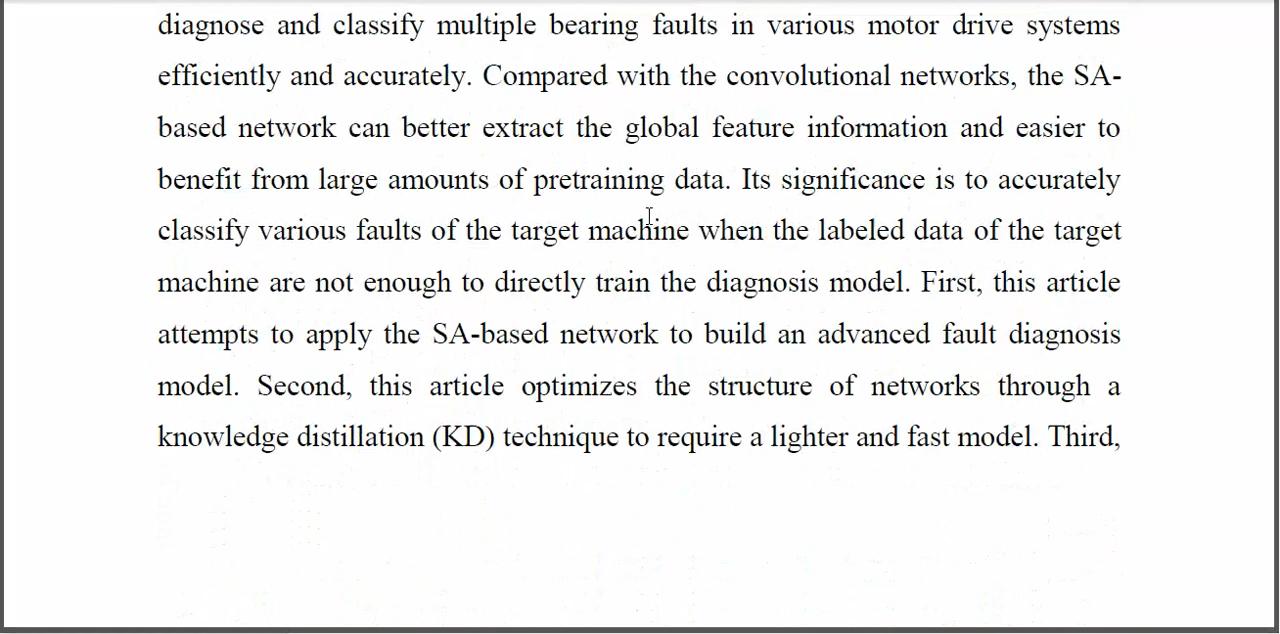 diagnose and classify multiple bearing faults in various motor drive systems
efficiently and accurately. Compared with the convolutional networks, the SA-
based network can better extract the global feature information and easier to
benefit from large amounts of pretraining data. Its significance is to accurately
classify various faults of the target machine when the labeled data of the target
machine are not enough to directly train the diagnosis model. First, this article
attempts to apply the SA-based network to build an advanced fault diagnosis
model. Second, this article optimizes the structure of networks through a
knowledge distillation (KD) technique to require a lighter and fast model. Third,